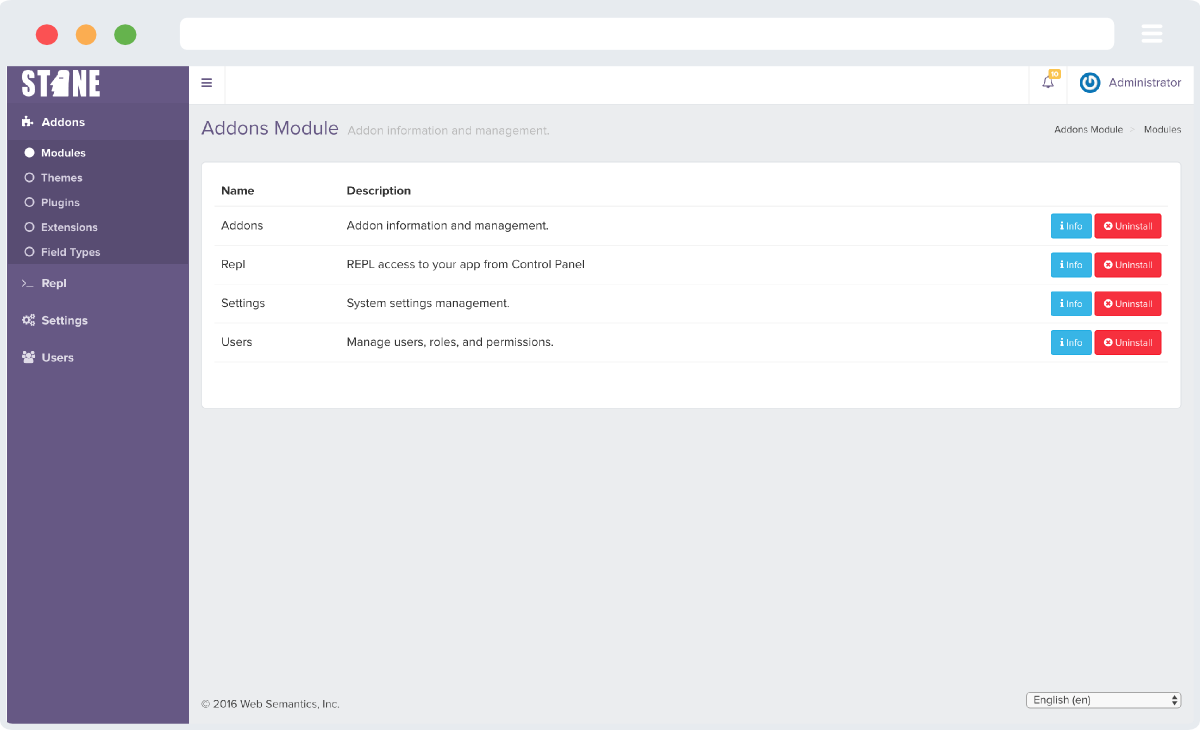 STONE
10
Administrator
Addons
Modules
Themes
Plugins
Extensions
Field Types
Repl
Settings
Users
Addons Module Addon information and management.
Addons Module Modules
Name Description
Addons Addon information and management. Info Uninstall
Repl REPL access to your app from Control Panel Info Uninstall
Settings System settings management. Info Uninstall
Users Manage users, roles, and permissions. Info Uninstall
© 2016 Web Semantics, Inc.
English (en)